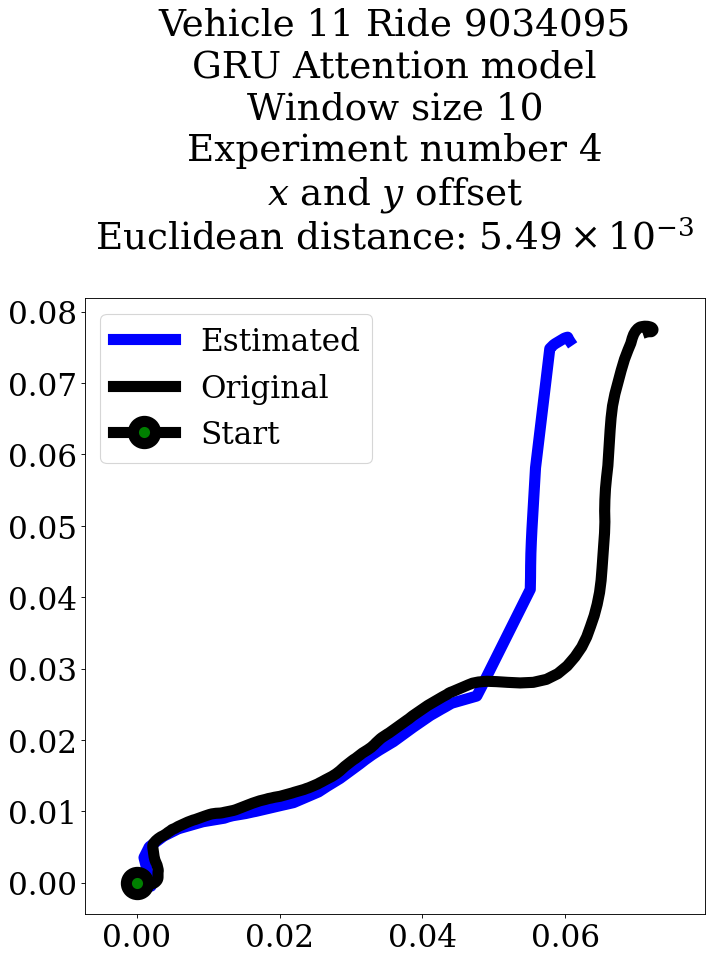 Vehicle 11 Ride 9034095
GRU Attention model
Window size 10
Experiment number 4
x and y offset
Euclidean distance: 5.49 × 10⁻³
Estimated
Original
Start
0.08
0.07
0.06
0.05
0.04
0.03
0.02
0.01
0.00
0.00 0.02 0.04 0.06